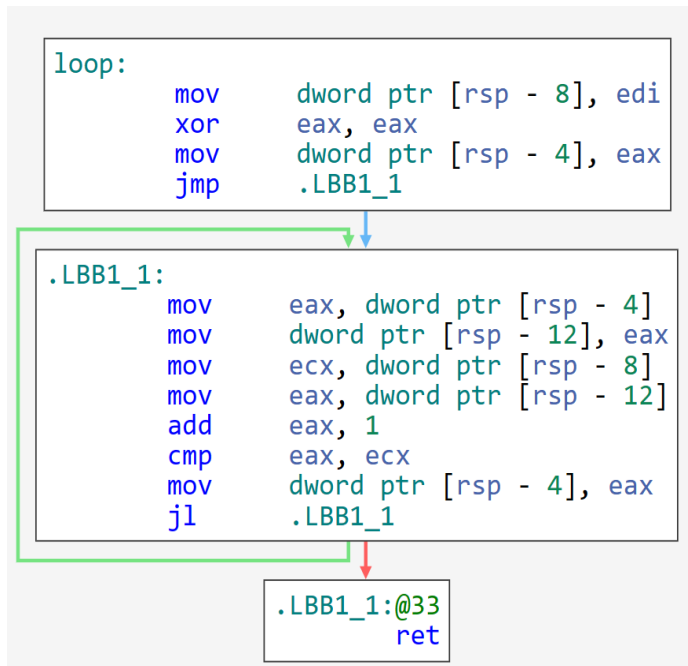 loop:
mov dword ptr [rsp - 8], edi
xor eax, eax
mov dword ptr [rsp - 4], eax
jmp .LBB1_1
.LBB1_1:
mov eax, dword ptr [rsp - 4]
mov dword ptr [rsp - 12], eax
mov ecx, dword ptr [rsp - 8]
mov eax, dword ptr [rsp - 12]
add eax, 1
cmp eax, ecx
mov dword ptr [rsp - 4], eax
jl .LBB1_1
.LBB1_1:@33
ret